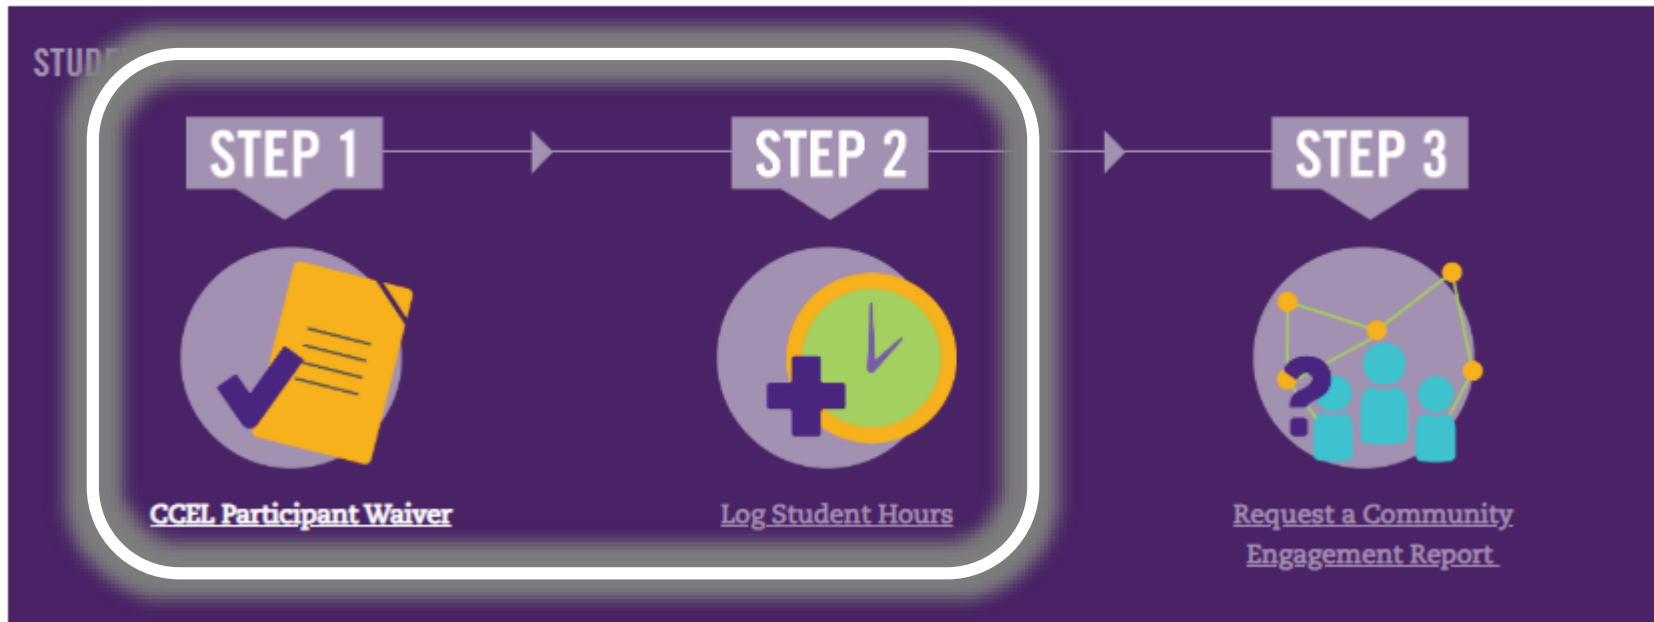 STEP 1
STEP 2
STEP 3
?
CCEL Participant Waiver
Log Student Hours
Request a Community
Engagement Report